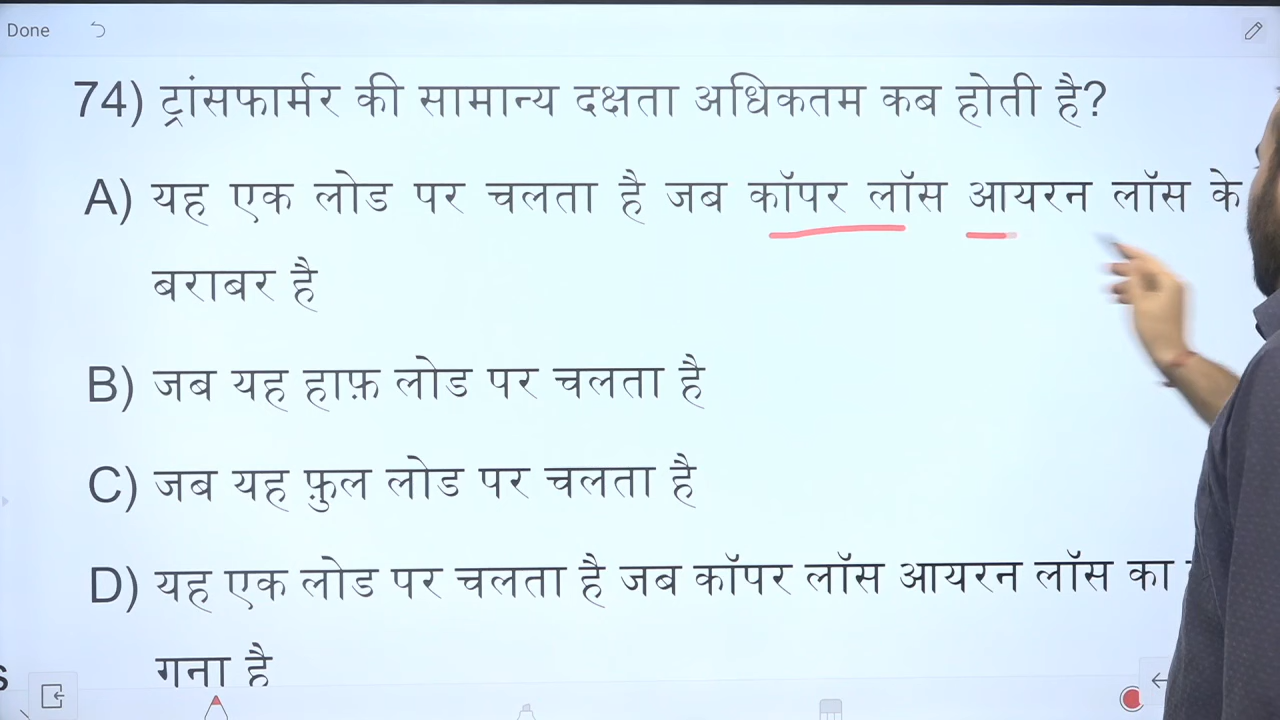 Done
74) ट्रांसफार्मर की सामान्य दक्षता अधिकतम कब होती है?
A) यह एक लोड पर चलता है जब कॉपर लॉस आयरन लॉस के
बराबर है
B) जब यह हाफ़ लोड पर चलता है
C) जब यह फ़ुल लोड पर चलता है
D) यह एक लोड पर चलता है जब कॉपर लॉस आयरन लॉस का
गना है